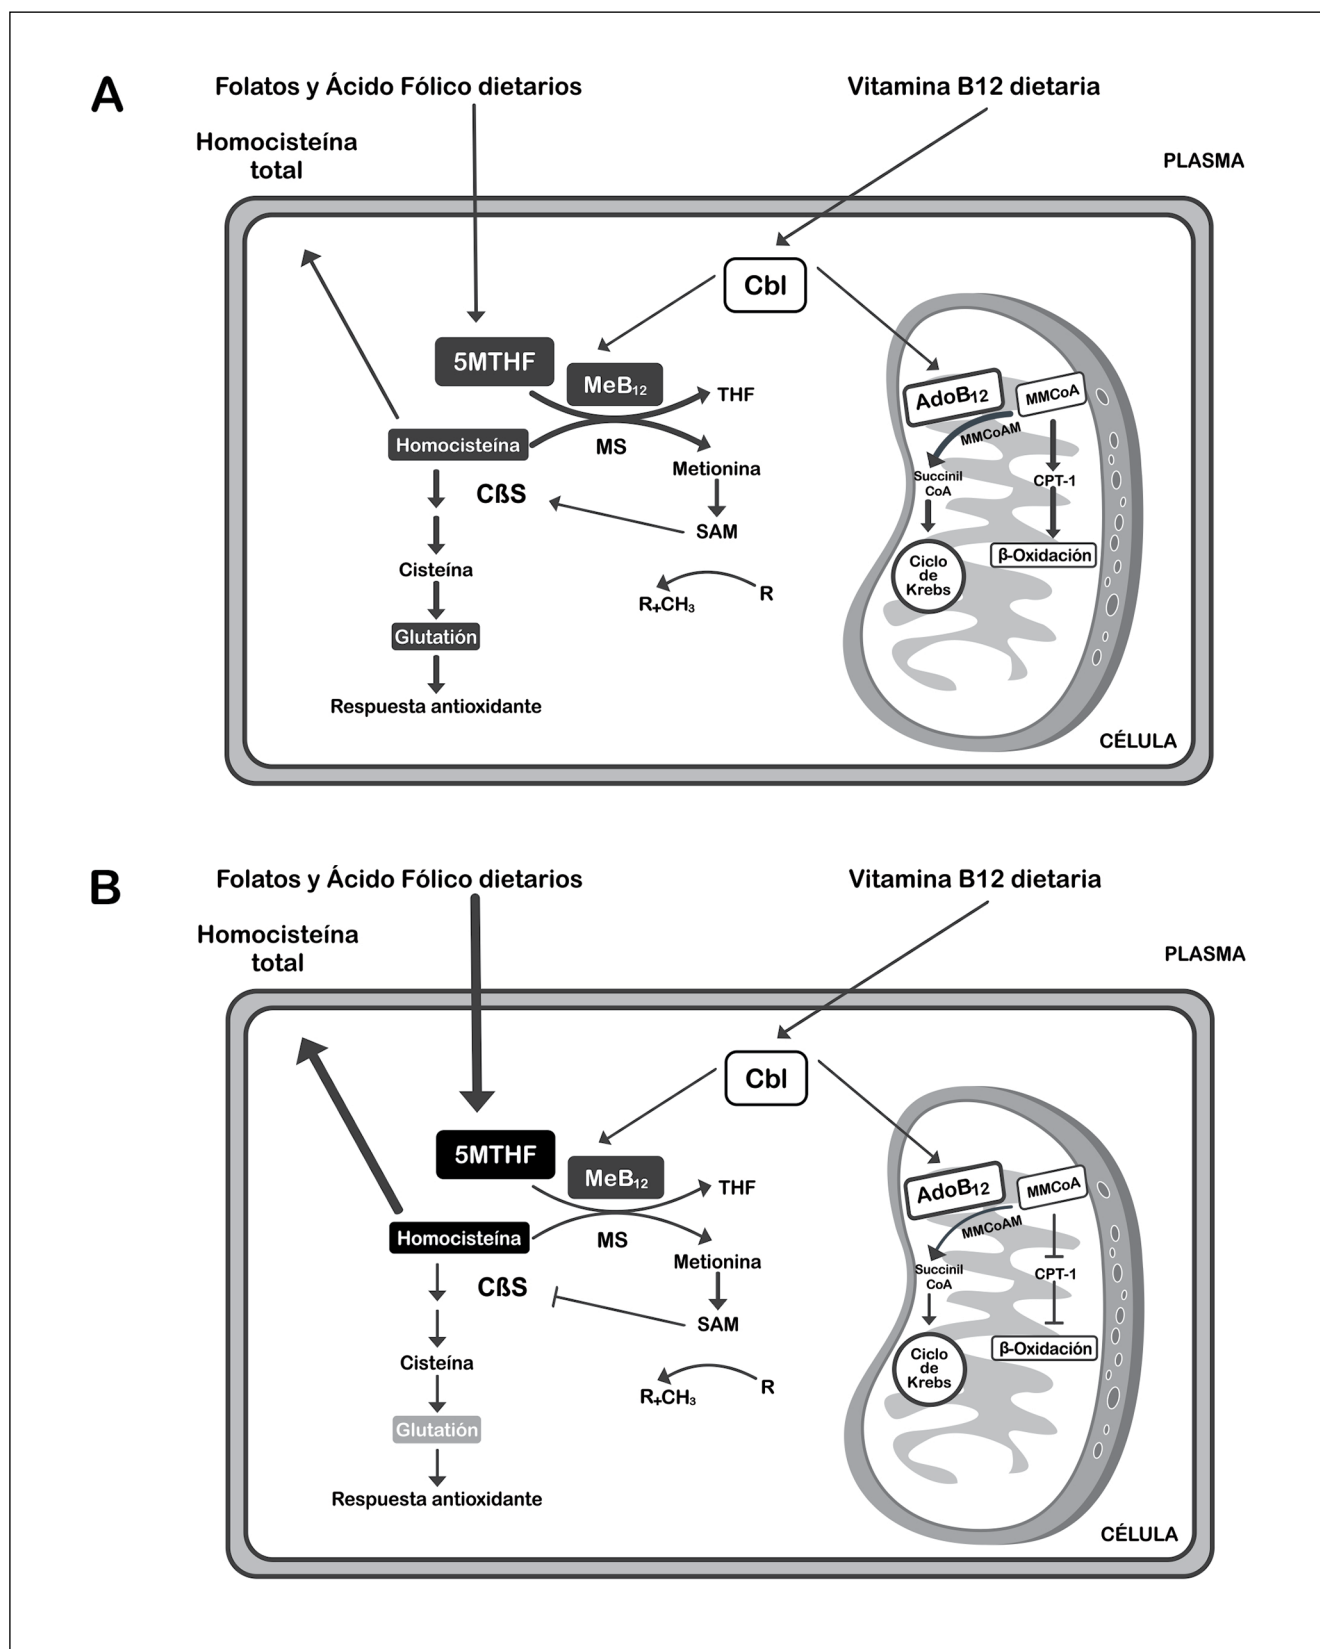 A
Folatos y Ácido Fólico dietarios
Vitamina B12 dietaria
Homocisteína
total
PLASMA
Cbl
5MTHF
MeB₁₂
THF
AdoB₁₂
MMCoA
Homocisteína
MS
MMCoAM
Metionina
Succinil
CoA
CPT-1
CßS
SAM
Ciclo
de
Krebs
β-Oxidación
Cisteína
R+CH₃
R
Glutatión
Respuesta antioxidante
CÉLULA
B
Folatos y Ácido Fólico dietarios
Vitamina B12 dietaria
Homocisteína
total
PLASMA
Cbl
5MTHF
MeB₁₂
THF
AdoB₁₂
MMCoA
Homocisteína
MS
MMCoAM
Metionina
Succinil
CoA
CPT-1
CßS
SAM
Ciclo
de
Krebs
β-Oxidación
Cisteína
R+CH₃
R
Glutatión
Respuesta antioxidante
CÉLULA